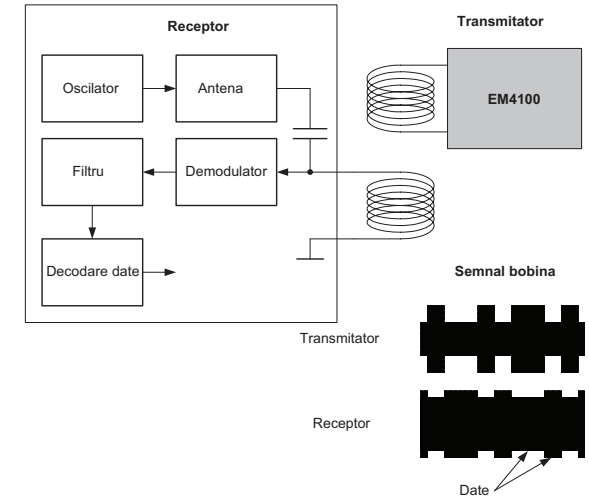 Receptor
Transmitator
Oscilator
Antena
EM4100
Filtru
Demodulator
Decodare date
Semnal bobina
Transmitator
Receptor
Date